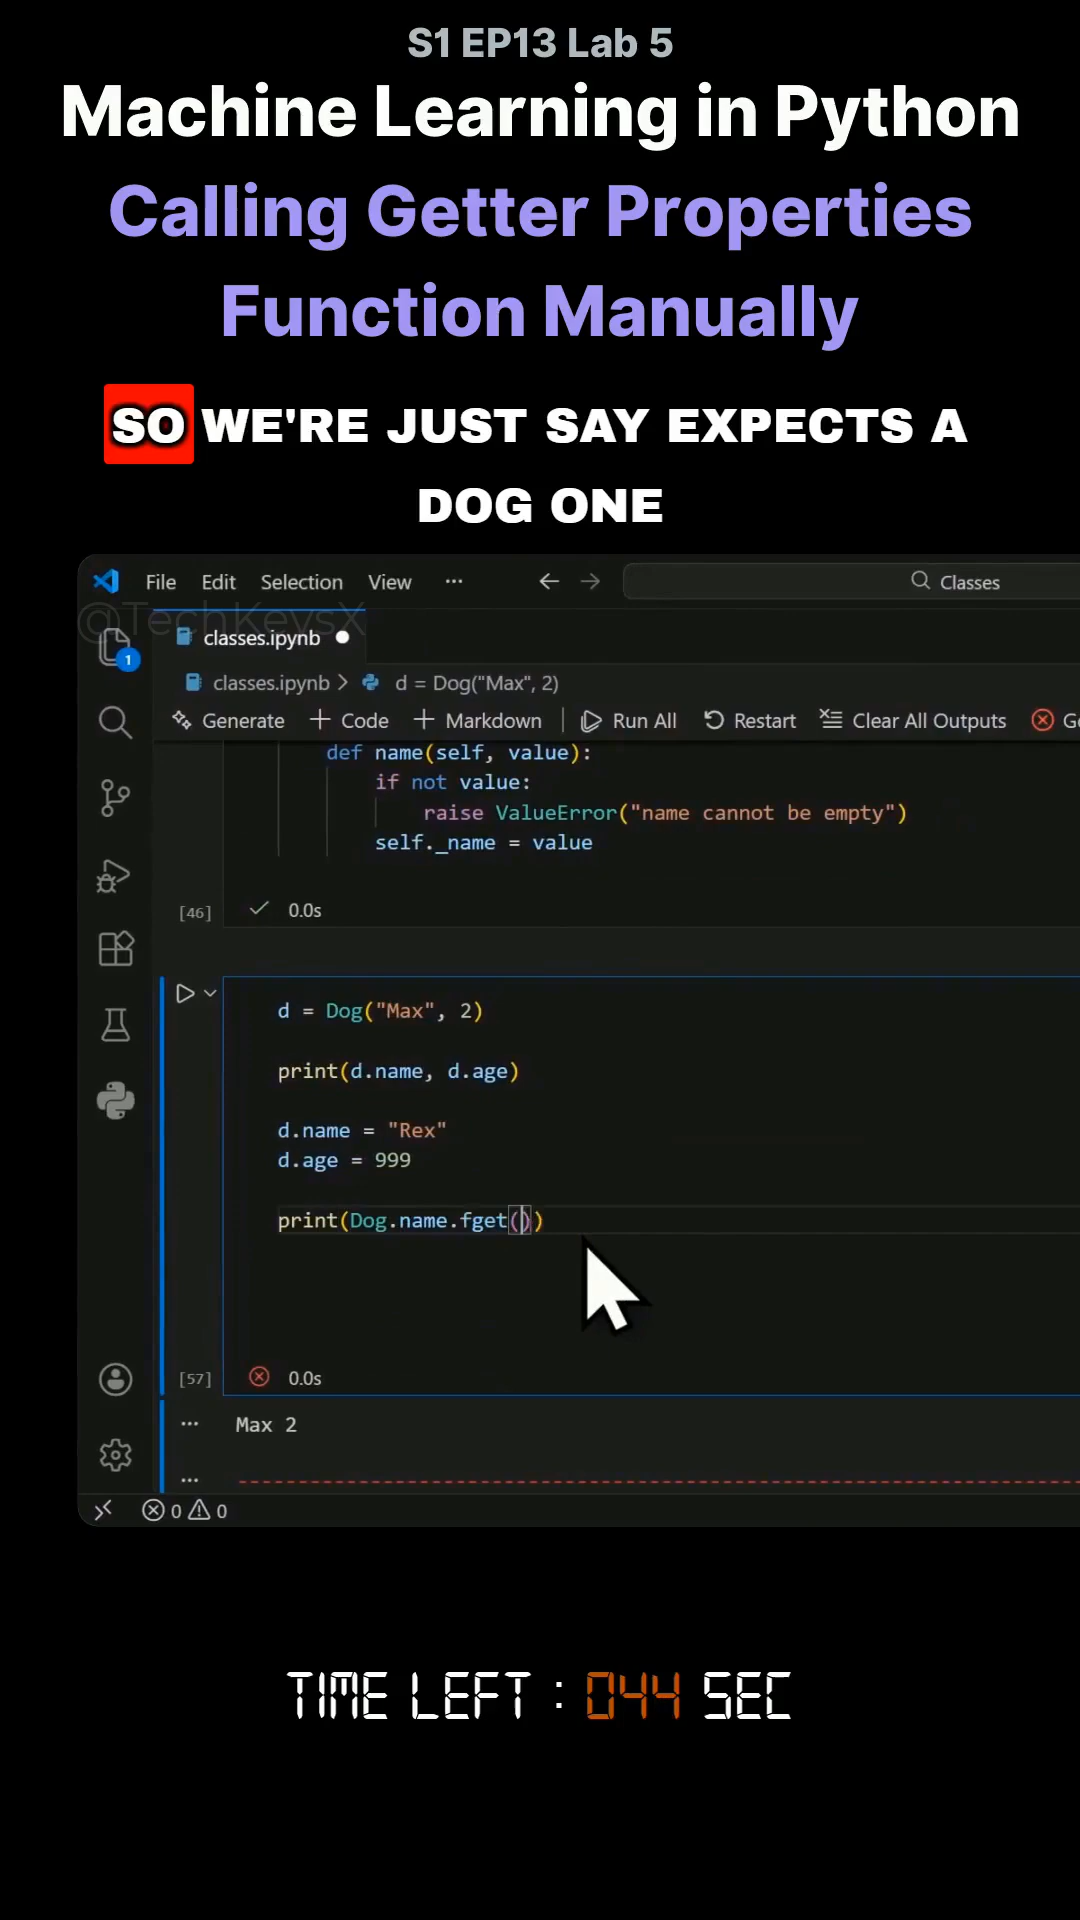 S1 EP13 Lab 5
Machine Learning in Python
Calling Getter Properties
Function Manually
SO WE'RE JUST SAY EXPECTS A
DOG ONE
File Edit Selection View ··· Classes
@TechKeysX
classes.ipynb
1
classes.ipynb > d = Dog("Max", 2)
Generate + Code + Markdown Run All Restart Clear All Outputs
def name(self, value):
if not value:
raise ValueError("name cannot be empty")
self._name = value
[46] 0.0s
d = Dog("Max", 2)
print(d.name, d.age)
d.name = "Rex"
d.age = 999
print(Dog.name.fget())
[57] 0.0s
··· Max 2
···
0 0
TIME LEFT : 044 SEC